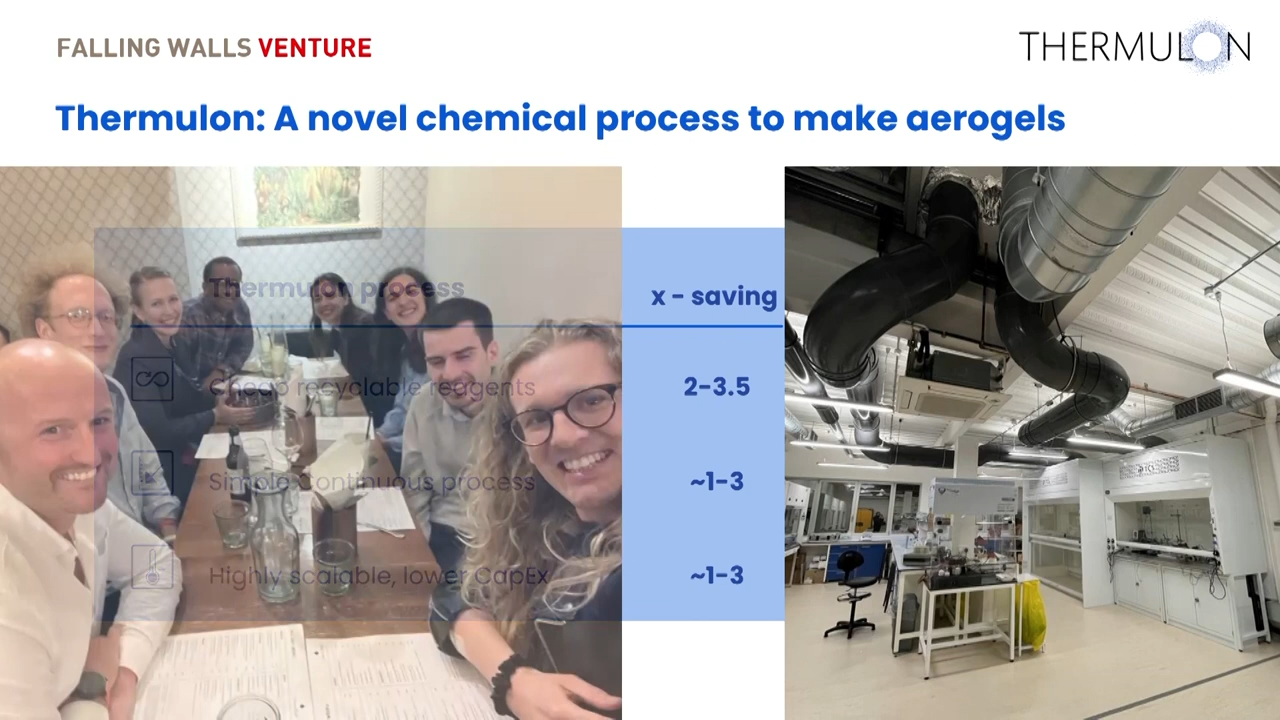 FALLING WALLS VENTURE
THERMULON
Thermulon: A novel chemical process to make aerogels
Thermulon process
x - saving
Cheap recyclable reagents
2-3.5
Simple Continuous process
~1-3
Highly scalable, lower CapEx
~1-3